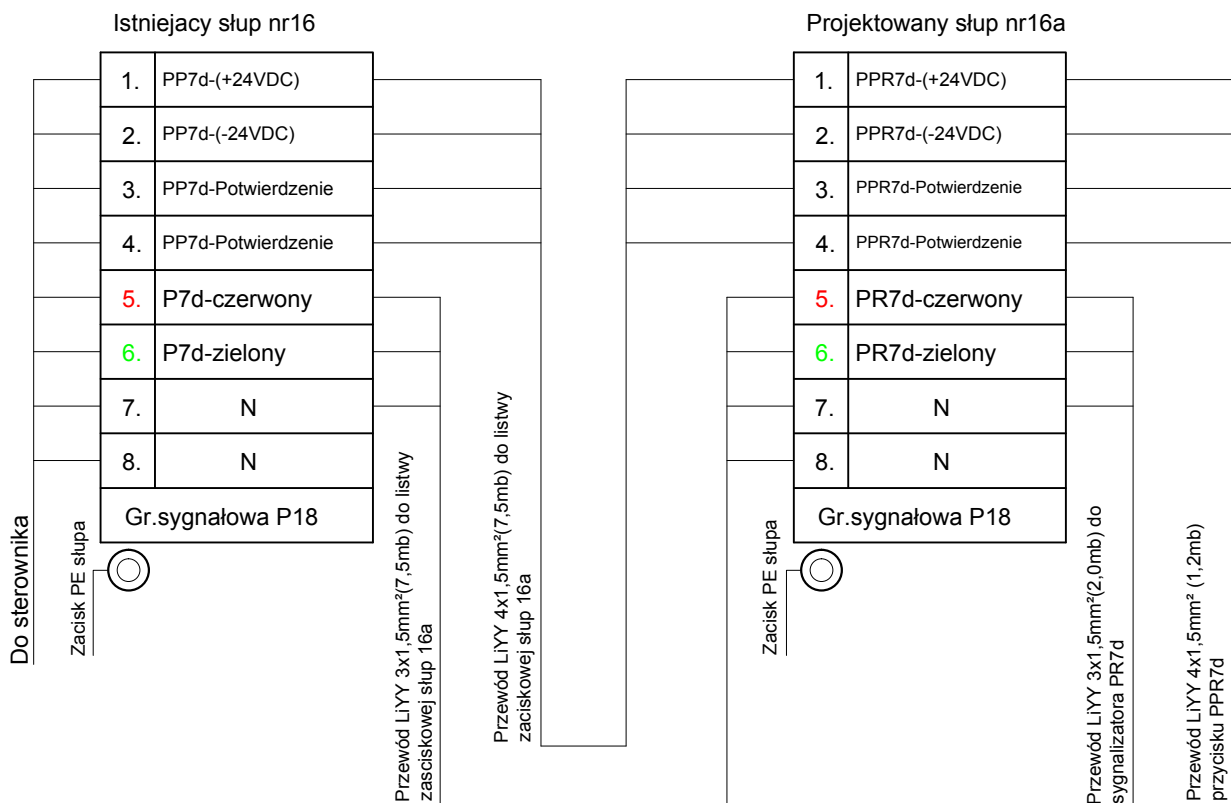 Istniejacy słup nr16
1. PP7d-(+24VDC)
2. PP7d-(-24VDC)
3. PP7d-Potwierdzenie
4. PP7d-Potwierdzenie
5. P7d-czerwony
6. P7d-zielony
7. N
8. N
Gr.sygnałowa P18
Do sterownika
Zacisk PE słupa
Przewód LiYY 3x1,5mm²(7,5mb) do listwy
zasciskowej słup 16a
Przewód LiYY 4x1,5mm²(7,5mb) do listwy
zaciskowej słup 16a
Projektowany słup nr16a
1. PPR7d-(+24VDC)
2. PPR7d-(-24VDC)
3. PPR7d-Potwierdzenie
4. PPR7d-Potwierdzenie
5. PR7d-czerwony
6. PR7d-zielony
7. N
8. N
Gr.sygnałowa P18
Zacisk PE słupa
Przewód LiYY 3x1,5mm²(2,0mb) do
sygnalizatora PR7d
Przewód LiYY 4x1,5mm² (1,2mb)
przycisku PPR7d